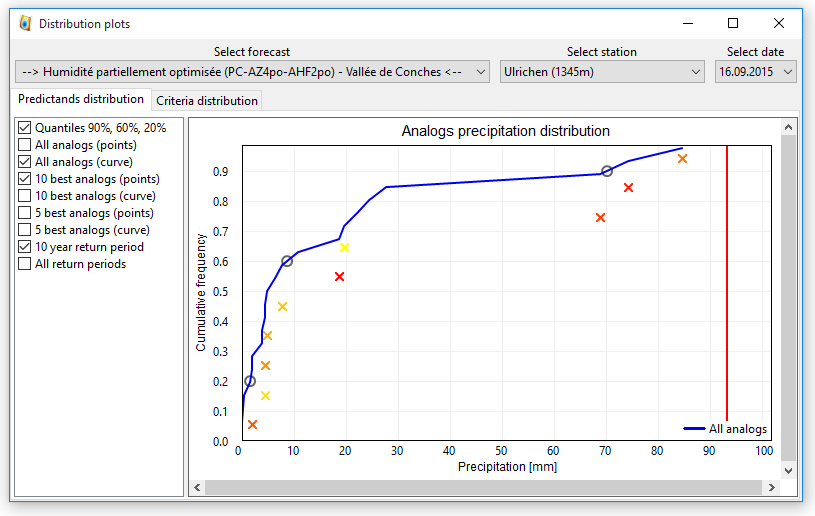 Distribution plots
Select forecast Select station Select date
--> Humidité partiellement optimisée (PC-AZ4po-AHF2po) - Vallée de Conches <-- Ulrichen (1345m) 16.09.2015
Predictands distribution Criteria distribution
Quantiles 90%, 60%, 20%
All analogs (points)
All analogs (curve)
10 best analogs (points)
10 best analogs (curve)
5 best analogs (points)
5 best analogs (curve)
10 year return period
All return periods
Analogs precipitation distribution
Cumulative frequency
0.9
0.8
0.7
0.6
0.5
0.4
0.3
0.2
0.1
0.0
All analogs
0 10 20 30 40 50 60 70 80 90 100
Precipitation [mm]